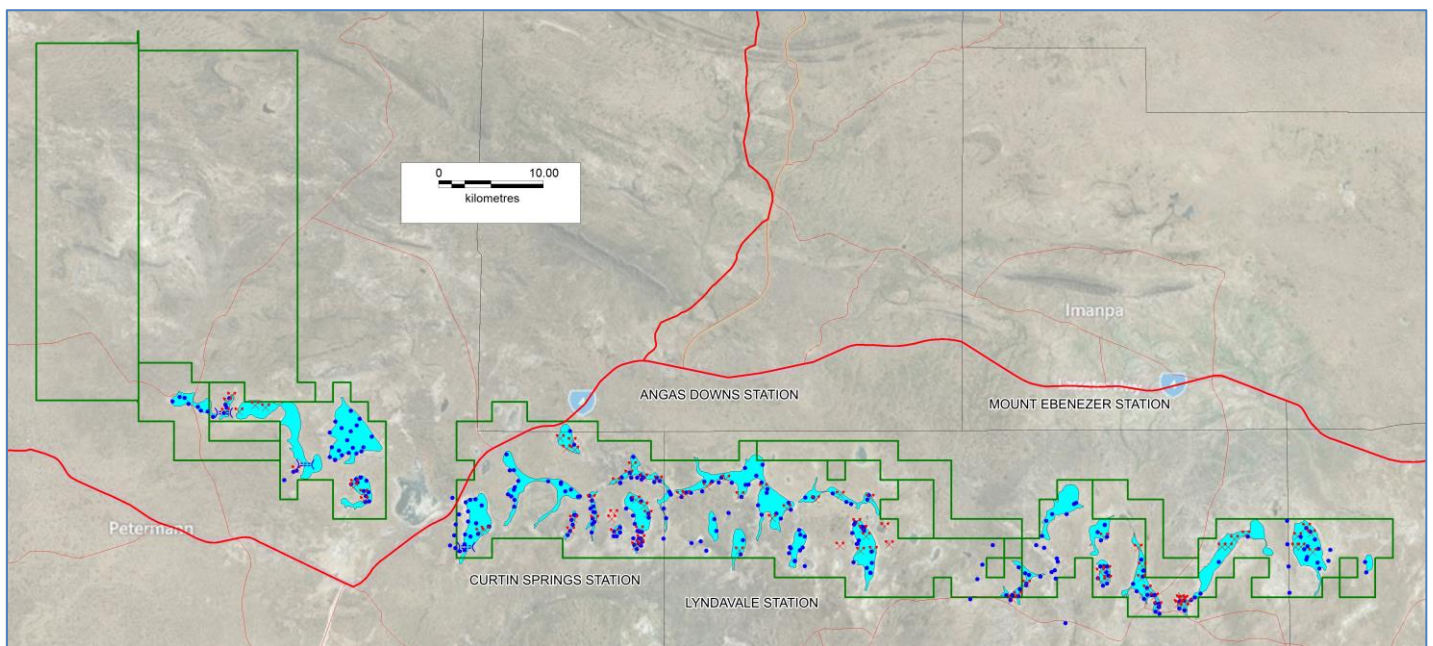 0 10.00
kilometres
Imanpa
ANGAS DOWNS STATION
MOUNT EBENEZER STATION
Petermann
CURTIN SPRINGS STATION
LYNDAVALE STATION